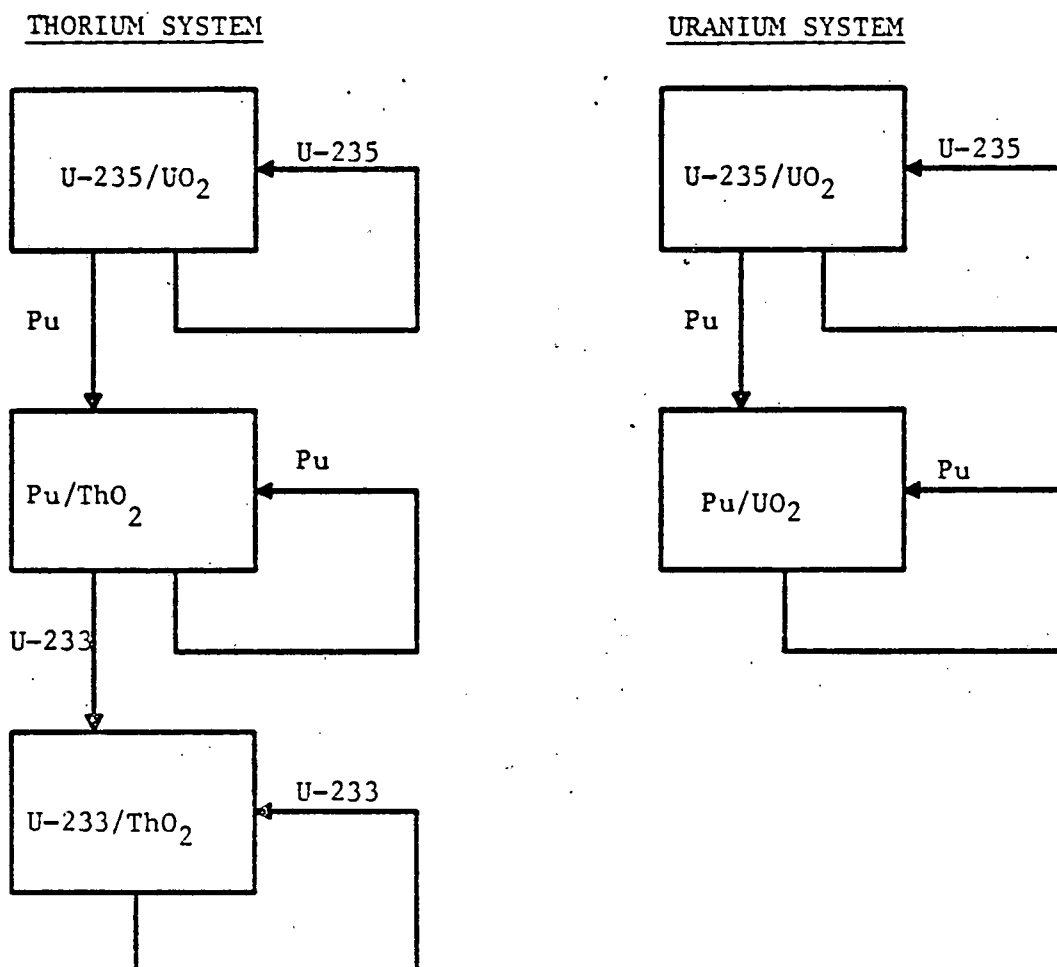 THORIUM SYSTEM
U-235/UO₂
U-235
Pu
Pu/ThO₂
Pu
U-233
U-233/ThO₂
U-233
URANIUM SYSTEM
U-235/UO₂
U-235
Pu
Pu/UO₂
Pu